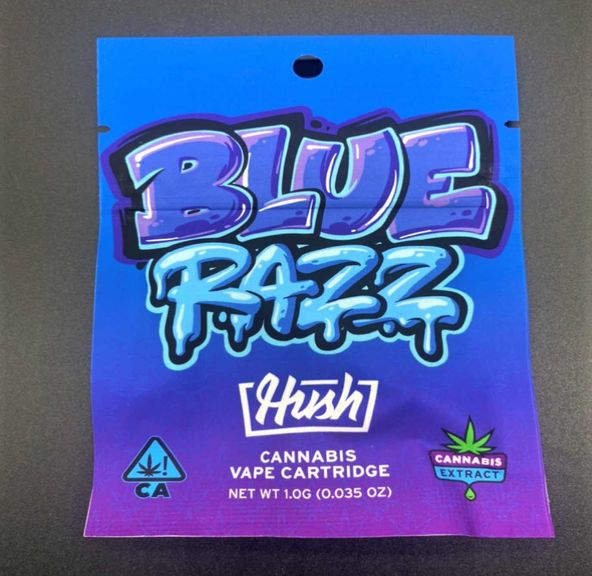 BLUE
RAZZ
[Hush]
CANNABIS
VAPE CARTRIDGE
NET WT 1.0G (0.035 OZ)
!
CA
CANNABIS
EXTRACT